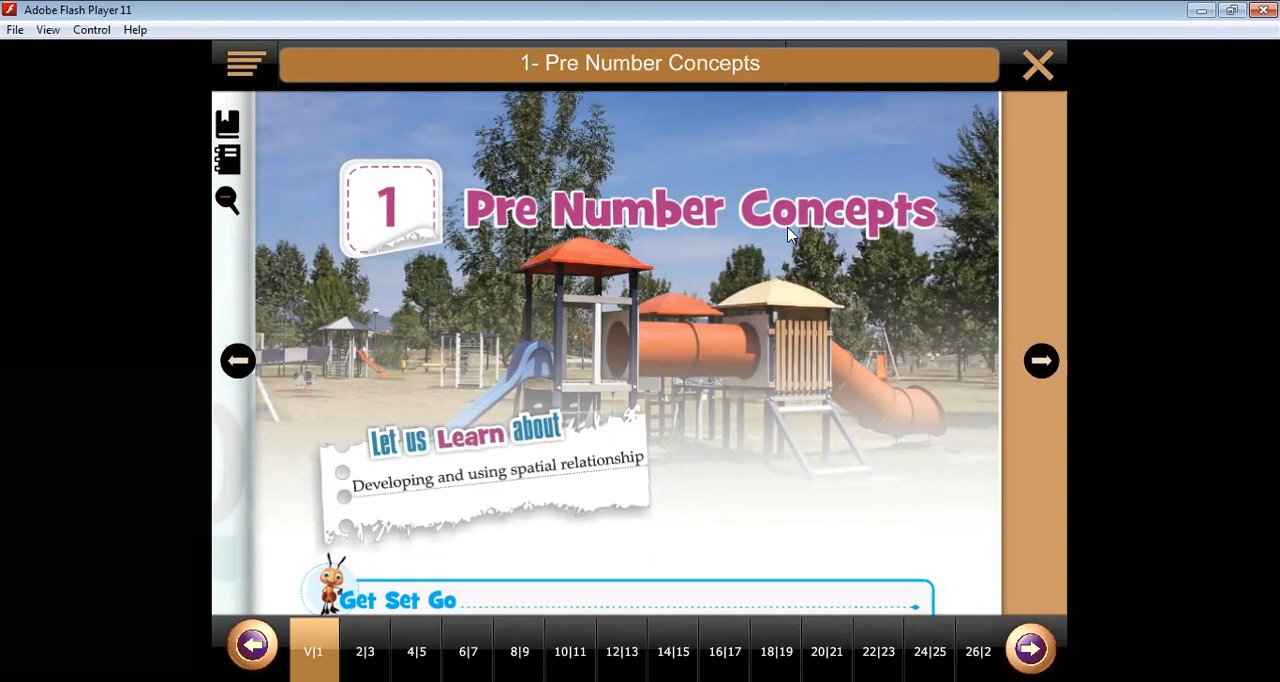 Adobe Flash Player 11
File View Control Help
1- Pre Number Concepts
1 Pre Number Concepts
Let us Learn about
Developing and using spatial relationship
Get Set Go
V|1 2|3 4|5 6|7 8|9 10|11 12|13 14|15 16|17 18|19 20|21 22|23 24|25 26|2